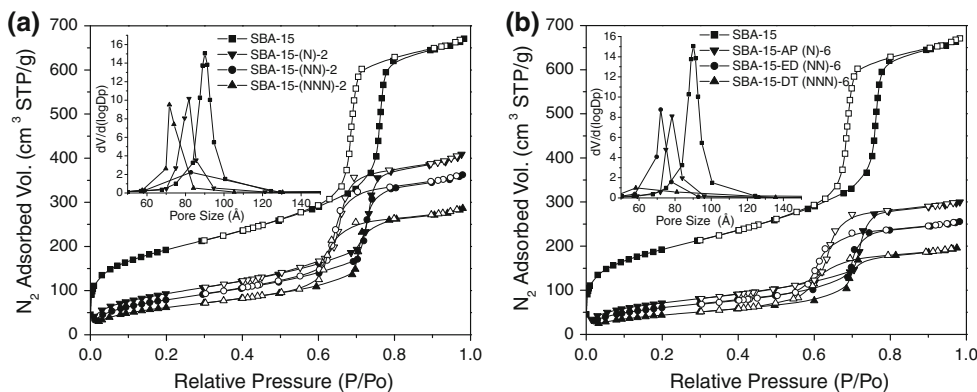 (a)
N2 Adsorbed Vol. (cm3 STP/g)
700
600
500
400
300
200
100
0
0.0 0.2 0.4 0.6 0.8 1.0
Relative Pressure (P/Po)
dV/d(logDp)
16
14
12
10
8
6
4
2
0
60 80 100 120 140
Pore Size (Å)
SBA-15
SBA-15-(N)-2
SBA-15-(NN)-2
SBA-15-(NNN)-2
(b)
N2 Adsorbed Vol. (cm3 STP/g)
700
600
500
400
300
200
100
0
0.0 0.2 0.4 0.6 0.8 1.0
Relative Pressure (P/Po)
dV/d(logDp)
16
14
12
10
8
6
4
2
0
60 80 100 120 140
Pore Size (Å)
SBA-15
SBA-15-AP (N)-6
SBA-15-ED (NN)-6
SBA-15-DT (NNN)-6